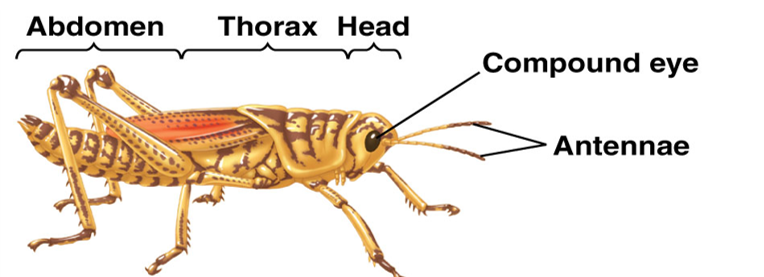 Abdomen Thorax Head
Compound eye
Antennae